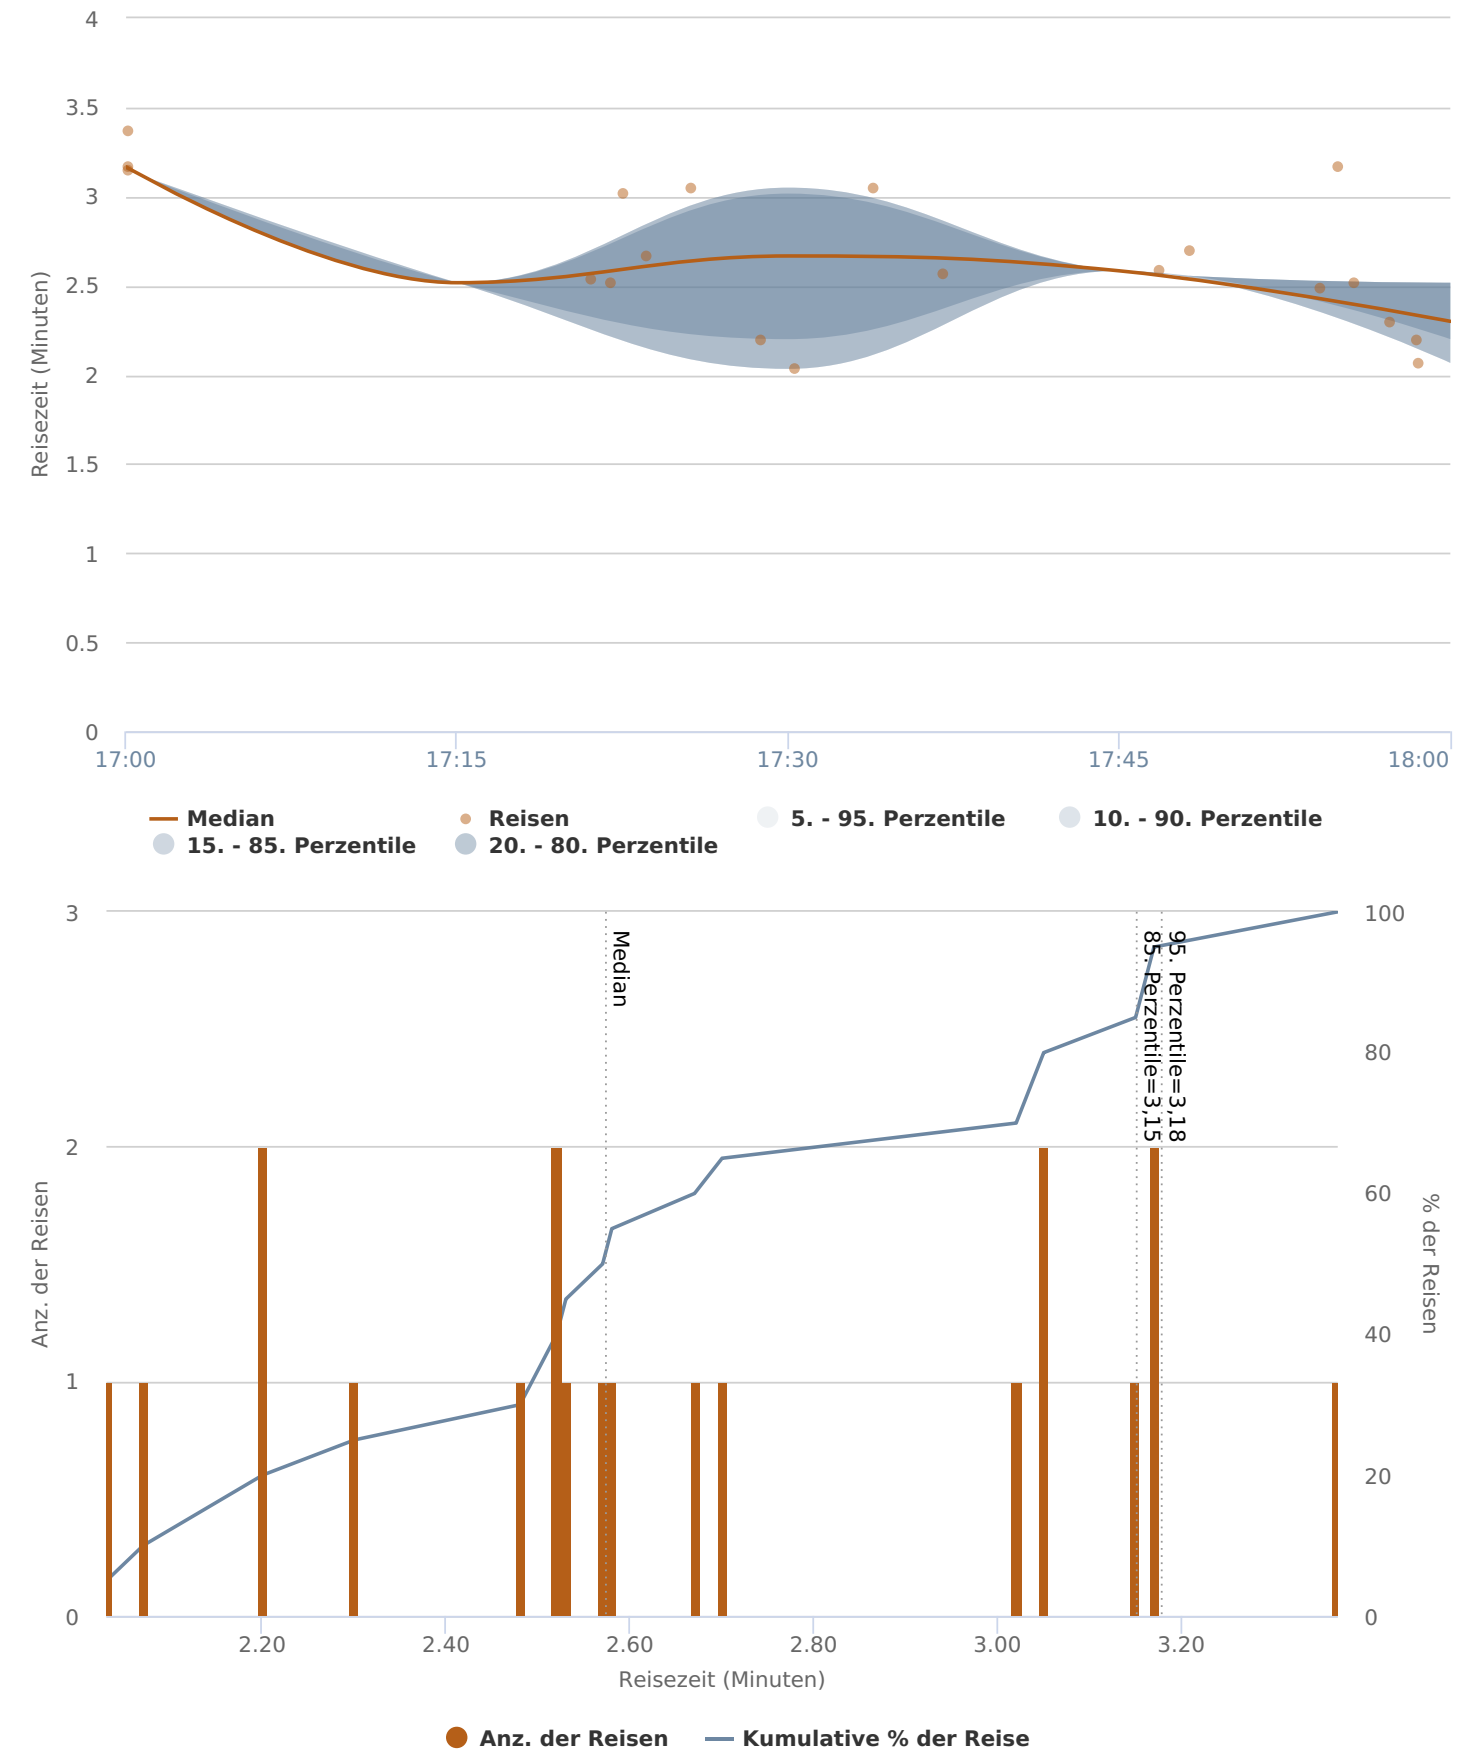 4
3.5
3
2.5
2
1.5
1
0.5
0
Reisezeit (Minuten)
17:00 17:15 17:30 17:45 18:00
Median Reisen 5. - 95. Perzentile 10. - 90. Perzentile
15. - 85. Perzentile 20. - 80. Perzentile
3
2
1
0
Anz. der Reisen
Median
85. Perzentile=3,15
95. Perzentile=3,18
100
80
60
40
20
0
% der Reisen
2.20 2.40 2.60 2.80 3.00 3.20
Reisezeit (Minuten)
Anz. der Reisen Kumulative % der Reise